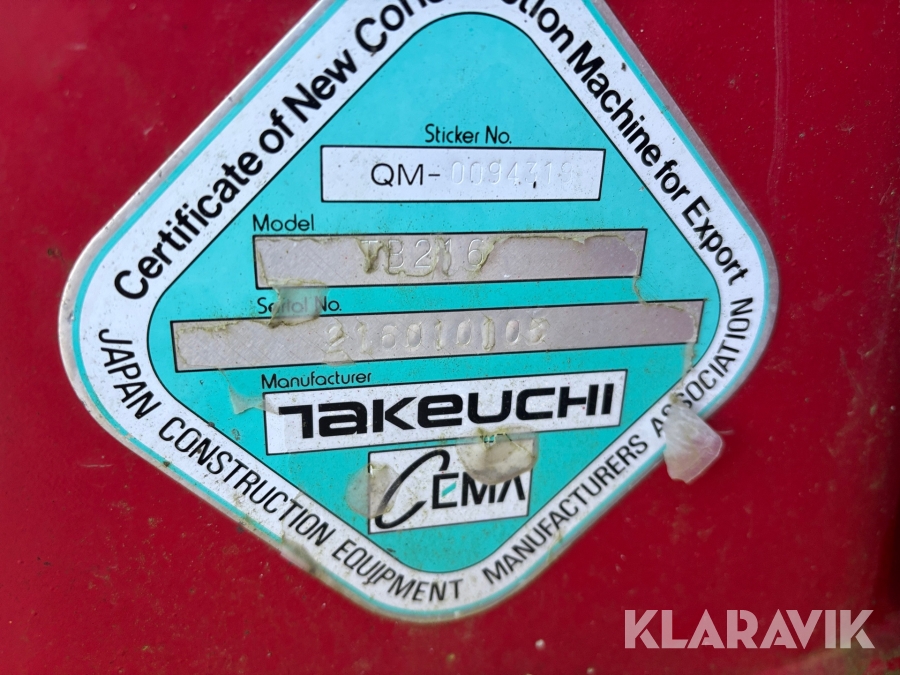 Certificate of New Construction Machine for Export
Sticker No.
QM-0094718
Model
TB216
Serial No.
Manufacturer
TAKEUCHI
CEMA
JAPAN CONSTRUCTION EQUIPMENT MANUFACTURERS ASSOCIATION
KLARAVIK